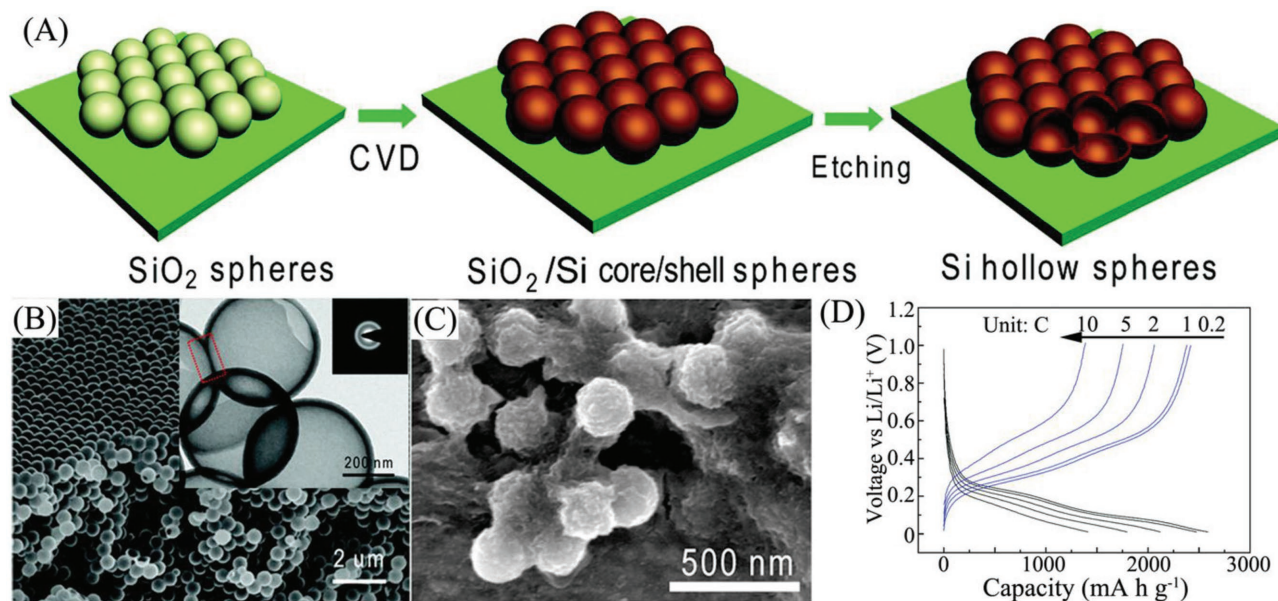 (A)
CVD
Etching
SiO₂ spheres
SiO₂/Si core/shell spheres
Si hollow spheres
(B)
200 nm
2 um
(C)
500 nm
(D)
Unit: C 10 5 2 1 0.2
Voltage vs Li/Li⁺ (V)
1.2
1.0
0.8
0.6
0.4
0.2
0.0
0 1000 2000 3000
Capacity (mA h g⁻¹)